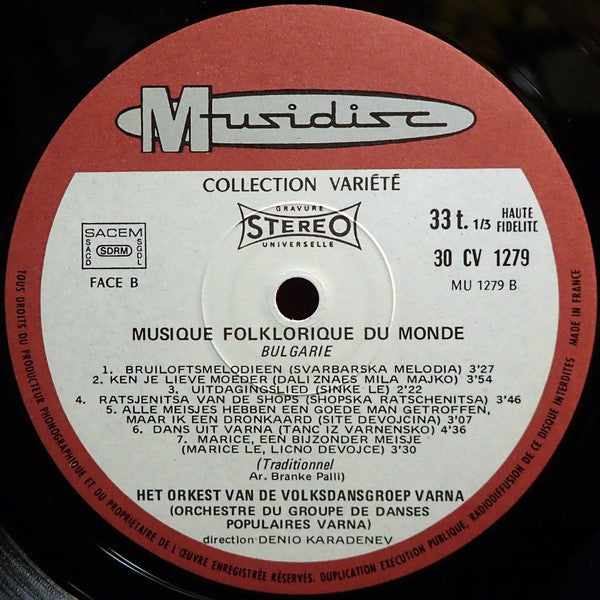 Musidisc
COLLECTION VARIÉTÉ
GRAVURE
STEREO
UNIVERSELLE
33 t. 1/3 HAUTE FIDELITE
30 CV 1279
MU 1279 B
SACEM
SACD SDRM SGDL
FACE B
MUSIQUE FOLKLORIQUE DU MONDE
BULGARIE
1. BRUILOFTSMELODIEEN (SVARBARSKA MELODIA) 3'27
2. KEN JE LIEVE MOEDER (DALI ZNAES MILA MAJKO) 3'54
3. UITDAGINGSLIED (SINKE LE) 2'22
4. RATSJENITSA VAN DE SHOPS (SHOPSKA RATSCHENITSA) 3'46
5. ALLE MEISJES HEBBEN EEN GOEDE MAN GETROFFEN,
MAAR IK EEN DRONKAARD (SITE DEVOJCINA) 3'07
6. DANS UIT VARNA (TANC IZ VARNENSKO) 4'36
7. MARICE, EEN BIJZONDER MEISJE
(MARICE LE, LICNO DEVOJCE) 3'30
(Traditionnel
Ar. Branke Palli)
HET ORKEST VAN DE VOLKSDANSGROEP VARNA
(ORCHESTRE DU GROUPE DE DANSES
POPULAIRES VARNA)
direction: DENIO KARADENEV
TOUS DROITS DU PRODUCTEUR PHONOGRAPHIQUE ET DU PROPRIETAIRE DE L'ŒUVRE ENREGISTRÉE RÉSERVÉS. DUPLICATION EXÉCUTION PUBLIQUE, RADIODIFFUSION DE CE DISQUE INTERDITES MADE IN FRANCE